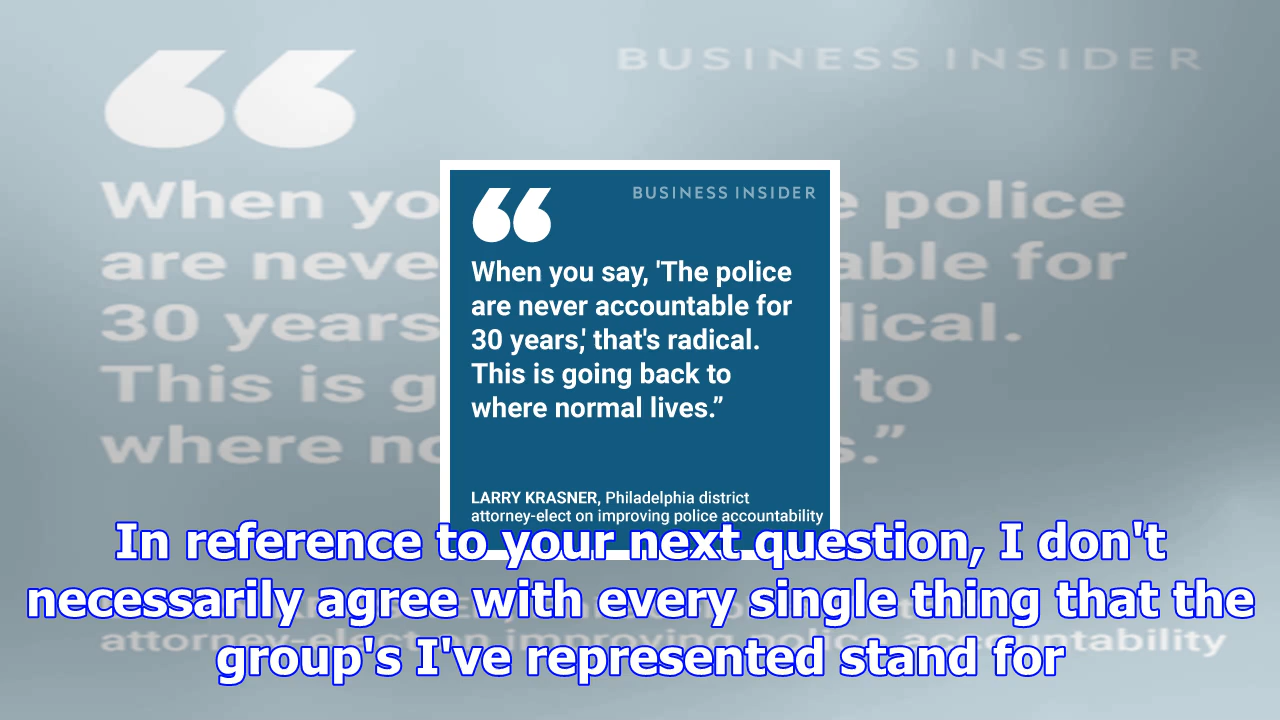 “
BUSINESS INSIDER
BUSINESS INSIDER
“
When you say, 'The police
are never accountable for
30 years,' that's radical.
This is going back to
where normal lives.”
LARRY KRASNER, Philadelphia district
attorney-elect on improving police accountability
In reference to your next question, I don't
necessarily agree with every single thing that the
group's I've represented stand for